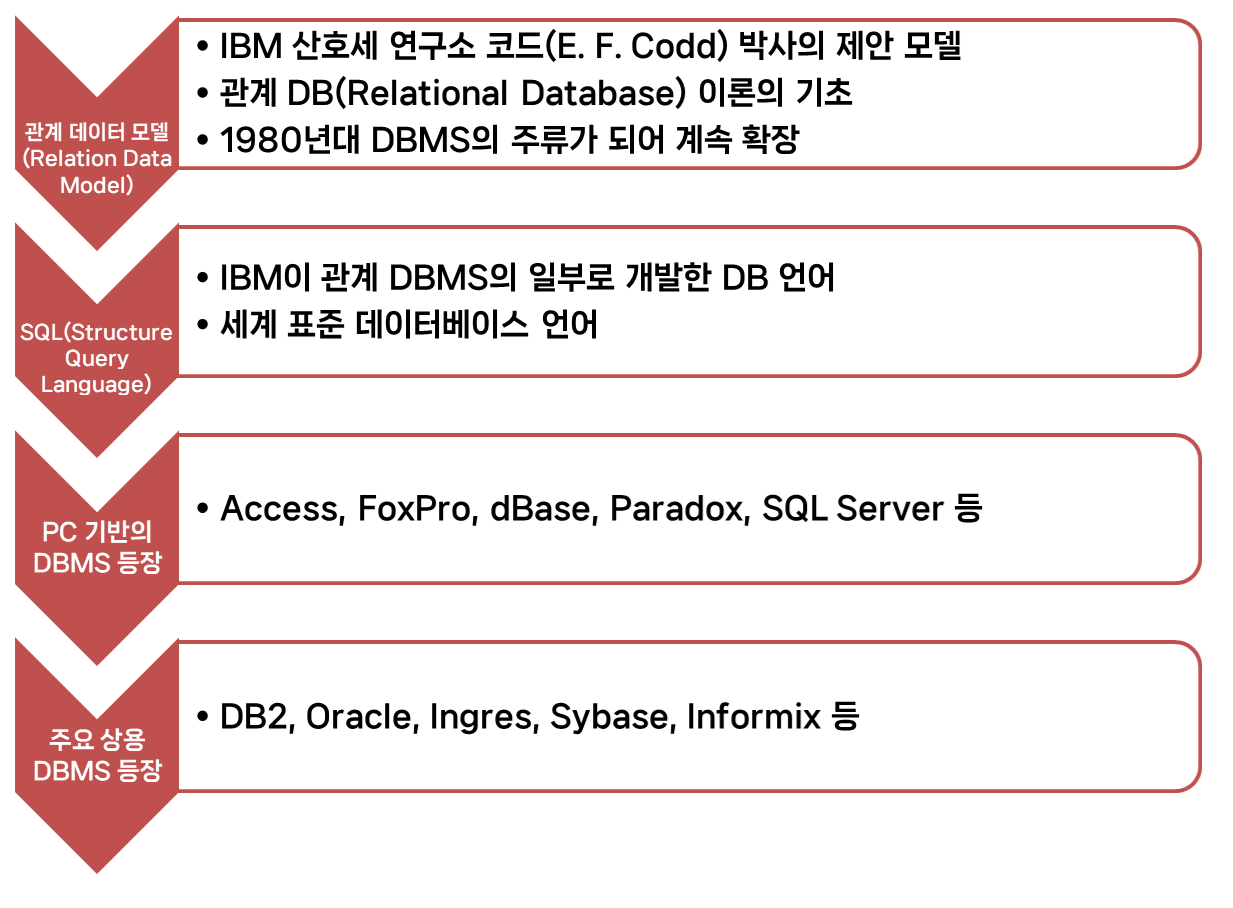 관계 데이터 모델
(Relation Data
Model)
• IBM 산호세 연구소 코드(E. F. Codd) 박사의 제안 모델
• 관계 DB(Relational Database) 이론의 기초
• 1980년대 DBMS의 주류가 되어 계속 확장
SQL(Structure
Query
Language)
• IBM이 관계 DBMS의 일부로 개발한 DB 언어
• 세계 표준 데이터베이스 언어
PC 기반의
DBMS 등장
• Access, FoxPro, dBase, Paradox, SQL Server 등
주요 상용
DBMS 등장
• DB2, Oracle, Ingres, Sybase, Informix 등